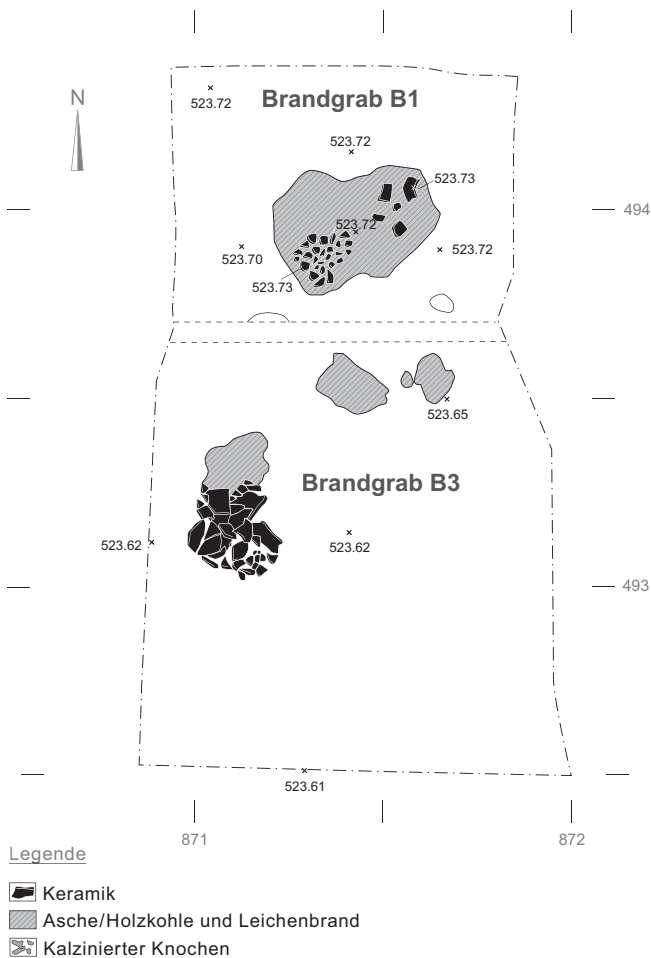 N
Brandgrab B1
523.72
523.72
523.73
494
523.72
523.70
523.72
523.73
523.65
Brandgrab B3
523.62
523.62
493
523.61
871
872
Legende
Keramik
Asche/Holzkohle und Leichenbrand
Kalzinierter Knochen